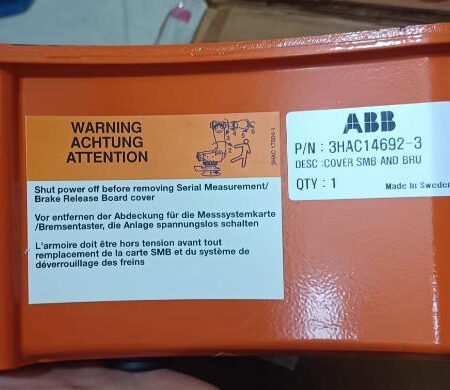 WARNING
ACHTUNG
ATTENTION
Shut power off before removing Serial Measurement/
Brake Release Board cover
Vor entfernen der Abdeckung für die Messsystemkarte
/Bremsentaster, die Anlage spannungslos schalten
L'armoire doit être hors tension avant tout
remplacement de la carte SMB et du système de
déverrouillage des freins
ABB
P/N : 3HAC14692-3
DESC :COVER SMB AND BRU
QTY : 1
Made In Sweden